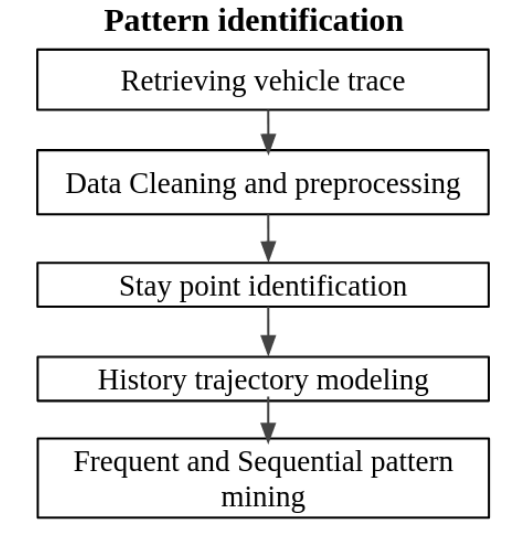 Pattern identification
Retrieving vehicle trace
Data Cleaning and preprocessing
Stay point identification
History trajectory modeling
Frequent and Sequential pattern
mining